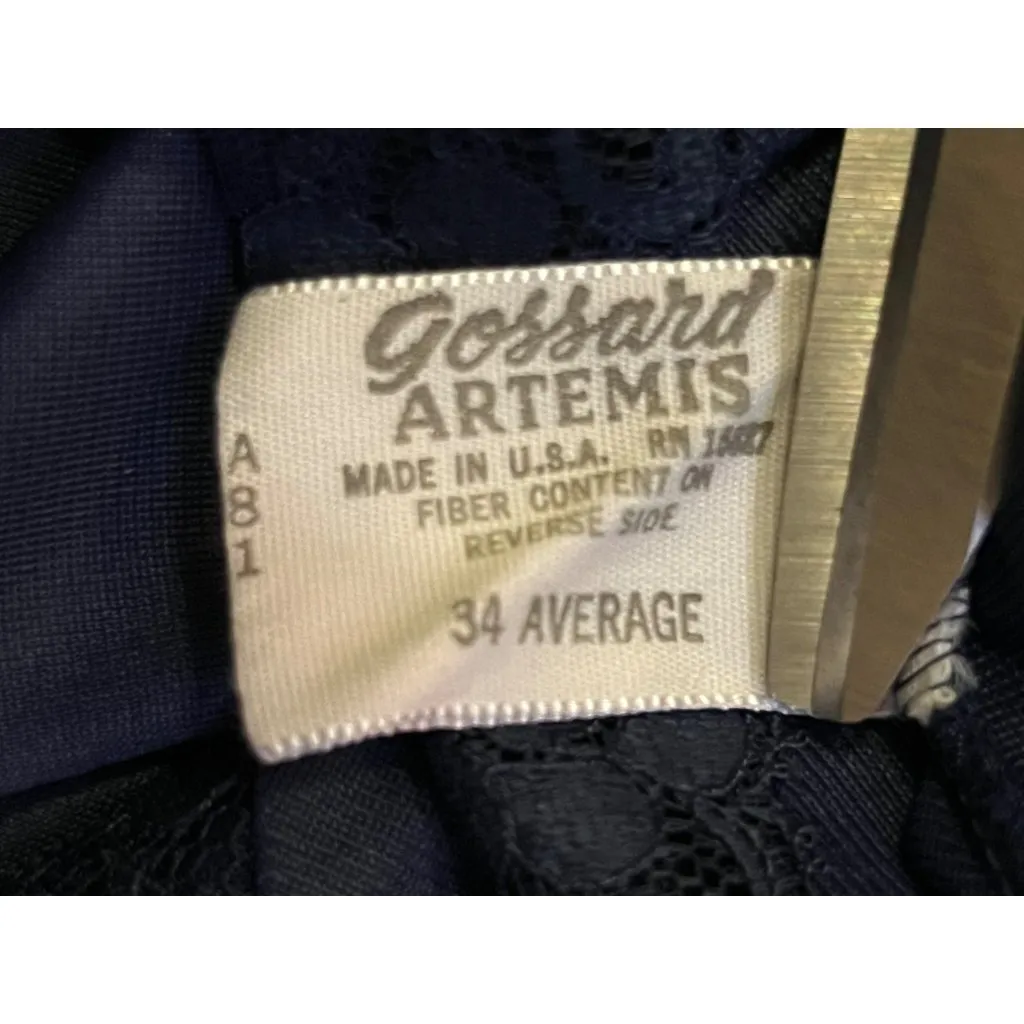 Gossard
ARTEMIS
MADE IN U.S.A. RN
FIBER CONTENT ON
REVERSE SIDE
34 AVERAGE
A
8
1